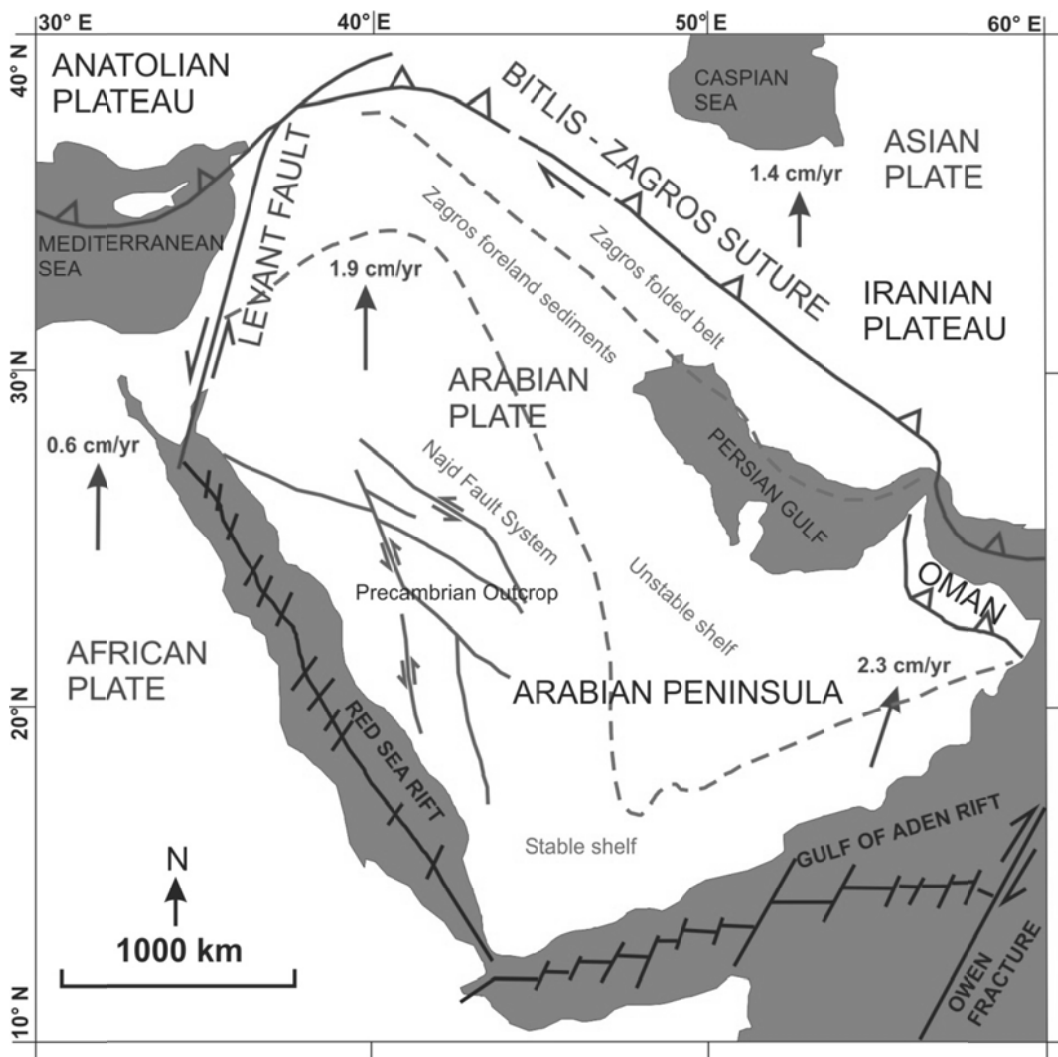 30° E
40° E
50° E
60° E
40° N
30° N
20° N
10° N
ANATOLIAN
PLATEAU
CASPIAN
SEA
BITLIS - ZAGROS SUTURE
ASIAN
PLATE
1.4 cm/yr
LEVANT FAULT
MEDITERRANEAN
SEA
Zagros foreland sediments
Zagros folded belt
1.9 cm/yr
IRANIAN
PLATEAU
ARABIAN
PLATE
0.6 cm/yr
PERSIAN GULF
Najd Fault System
Precambrian Outcrop
Unstable shelf
OMAN
AFRICAN
PLATE
ARABIAN PENINSULA
2.3 cm/yr
RED SEA RIFT
Stable shelf
GULF OF ADEN RIFT
N
1000 km
OWEN
FRACTURE